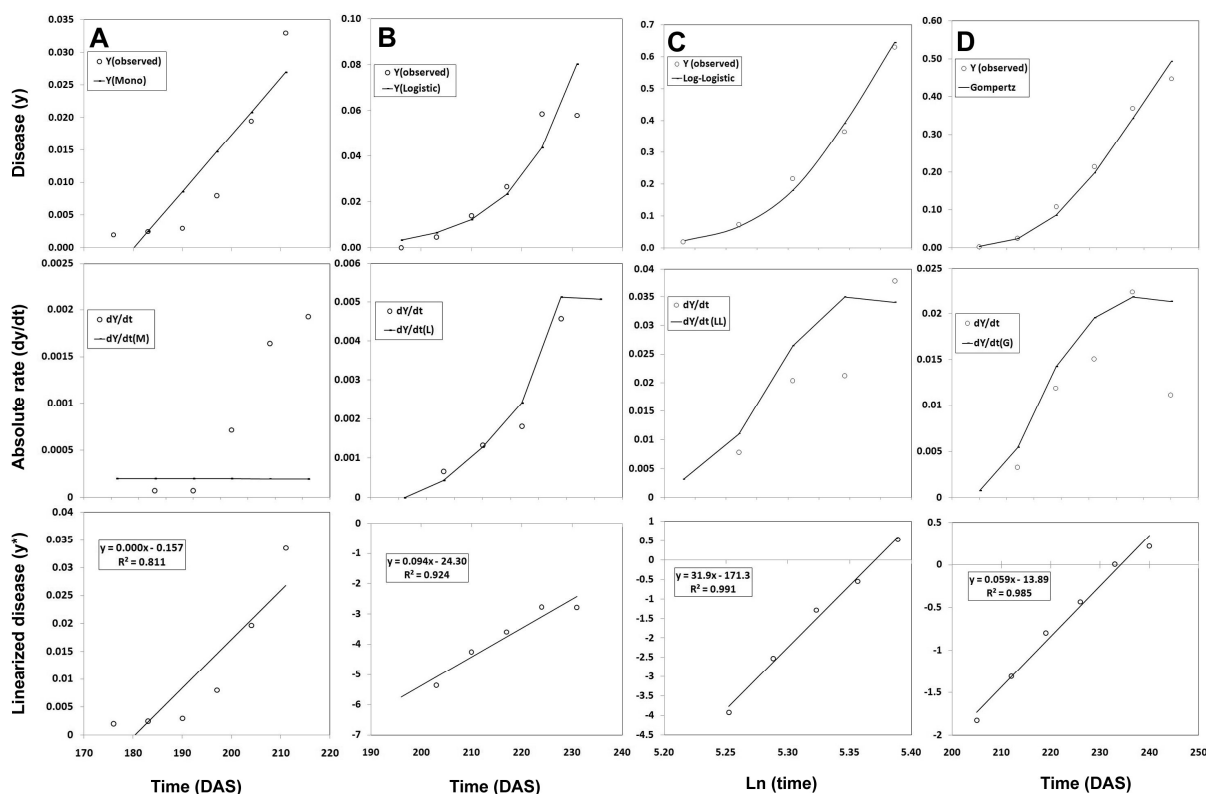 A
B
C
D
Disease (y)
0.035
0.030
0.025
0.020
0.015
0.010
0.005
0.000
Y(observed)
Y(Mono)
0.10
0.08
0.06
0.04
0.02
0.00
Y(observed)
Y(Logistic)
0.7
0.6
0.5
0.4
0.3
0.2
0.1
0.0
Y (observed)
Log-Logistic
0.60
0.50
0.40
0.30
0.20
0.10
0.00
Y (observed)
Gompertz
Absolute rate (dy/dt)
0.0025
0.002
0.0015
0.001
0.0005
0
dY/dt
dY/dt(M)
0.006
0.005
0.004
0.003
0.002
0.001
0
dY/dt
dY/dt(L)
0.04
0.035
0.03
0.025
0.02
0.015
0.01
0.005
0
dY/dt
dY/dt (LL)
0.025
0.02
0.015
0.01
0.005
0
dY/dt
dY/dt(G)
Linearized disease (y*)
0.04
0.035
0.03
0.025
0.02
0.015
0.01
0.005
0
y = 0.000x - 0.157
R² = 0.811
170 180 190 200 210 220
Time (DAS)
0
-1
-2
-3
-4
-5
-6
-7
y = 0.094x - 24.30
R² = 0.924
190 200 210 220 230 240
Time (DAS)
1
0.5
0
-0.5
-1
-1.5
-2
-2.5
-3
-3.5
-4
-4.5
y = 31.9x - 171.3
R² = 0.991
5.20 5.25 5.30 5.35 5.40
Ln (time)
0.5
0
-0.5
-1
-1.5
-2
y = 0.059x - 13.89
R² = 0.985
200 210 220 230 240 250
Time (DAS)